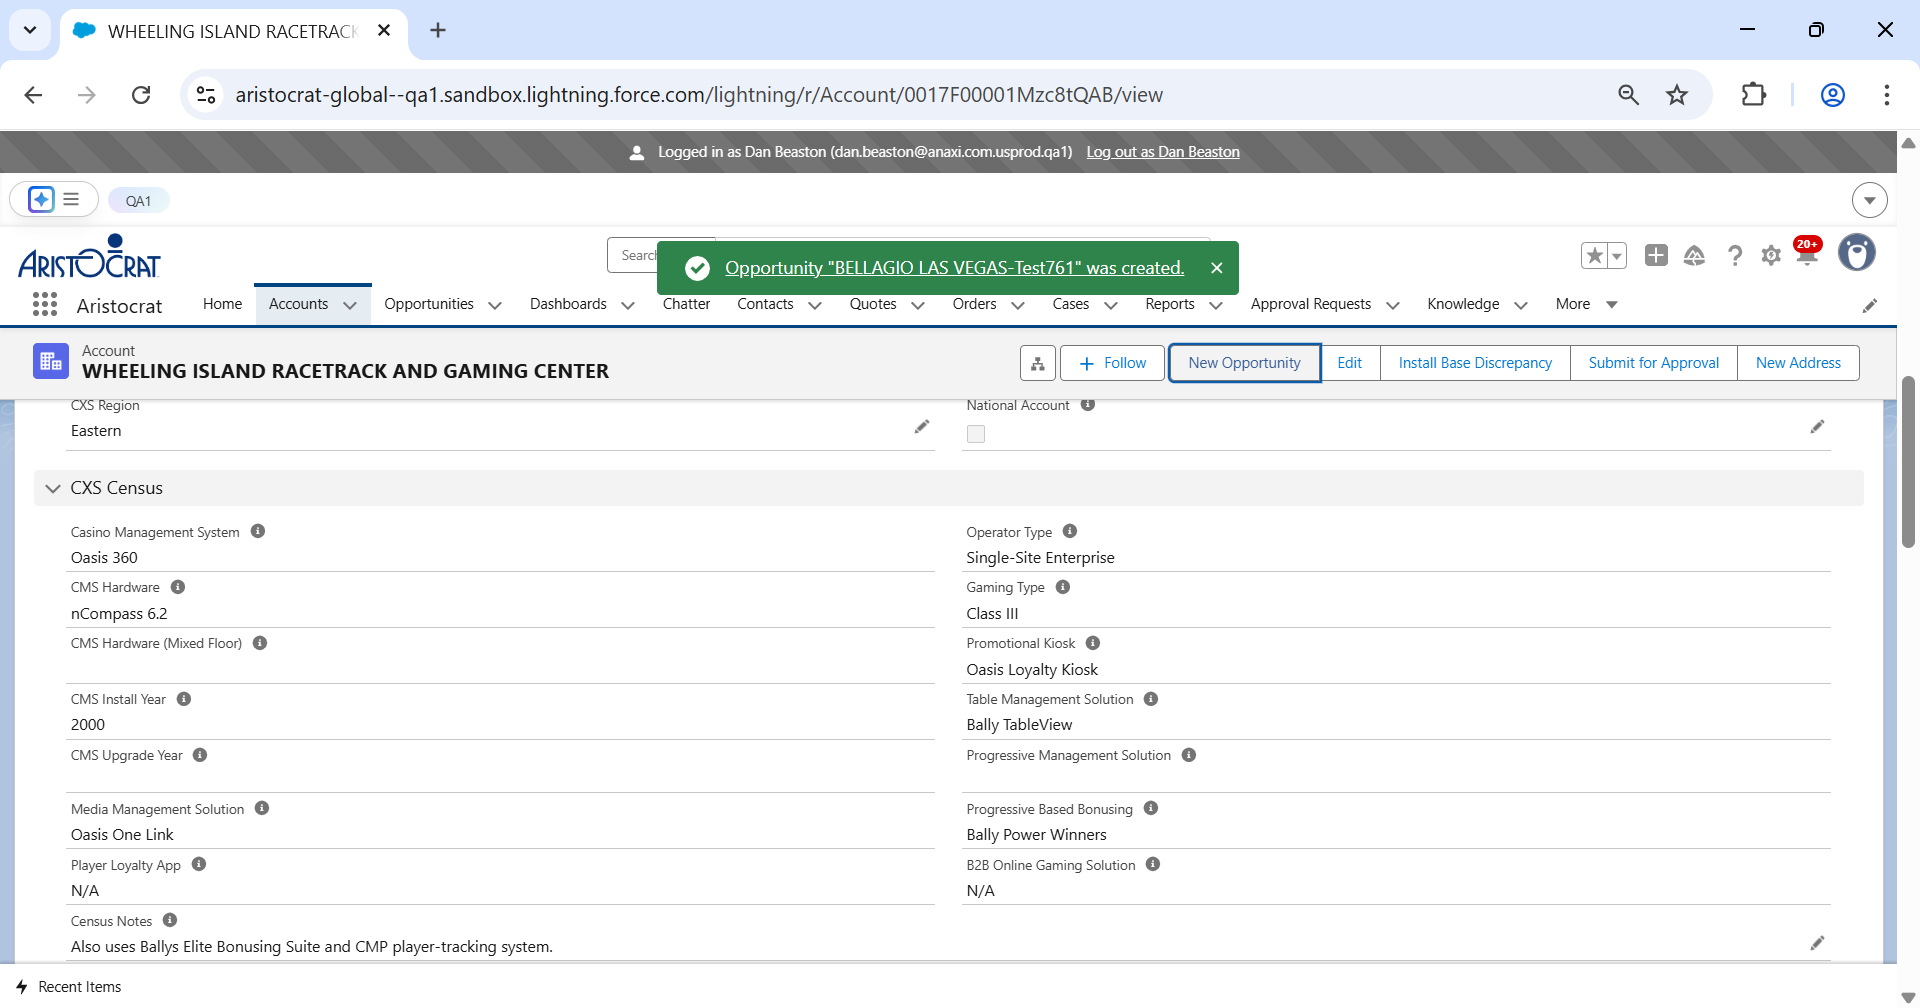 WHEELING ISLAND RACETRACK
aristocrat-global--qa1.sandbox.lightning.force.com/lightning/r/Account/0017F00001Mzc8tQAB/view
Logged in as Dan Beaston (dan.beaston@anaxi.com.usprod.qa1) Log out as Dan Beaston
QA1
ARISTOCRAT
Search
Opportunity "BELLAGIO LAS VEGAS-Test761" was created.
20+
Aristocrat
Home
Accounts
Opportunities
Dashboards
Chatter
Contacts
Quotes
Orders
Cases
Reports
Approval Requests
Knowledge
More
Account
WHEELING ISLAND RACETRACK AND GAMING CENTER
Follow
New Opportunity
Edit
Install Base Discrepancy
Submit for Approval
New Address
CXS Region
Eastern
National Account
CXS Census
Casino Management System
Oasis 360
Operator Type
Single-Site Enterprise
CMS Hardware
nCompass 6.2
Gaming Type
Class III
CMS Hardware (Mixed Floor)
Promotional Kiosk
Oasis Loyalty Kiosk
CMS Install Year
2000
Table Management Solution
Bally TableView
CMS Upgrade Year
Progressive Management Solution
Media Management Solution
Oasis One Link
Progressive Based Bonusing
Bally Power Winners
Player Loyalty App
N/A
B2B Online Gaming Solution
N/A
Census Notes
Also uses Ballys Elite Bonusing Suite and CMP player-tracking system.
Recent Items